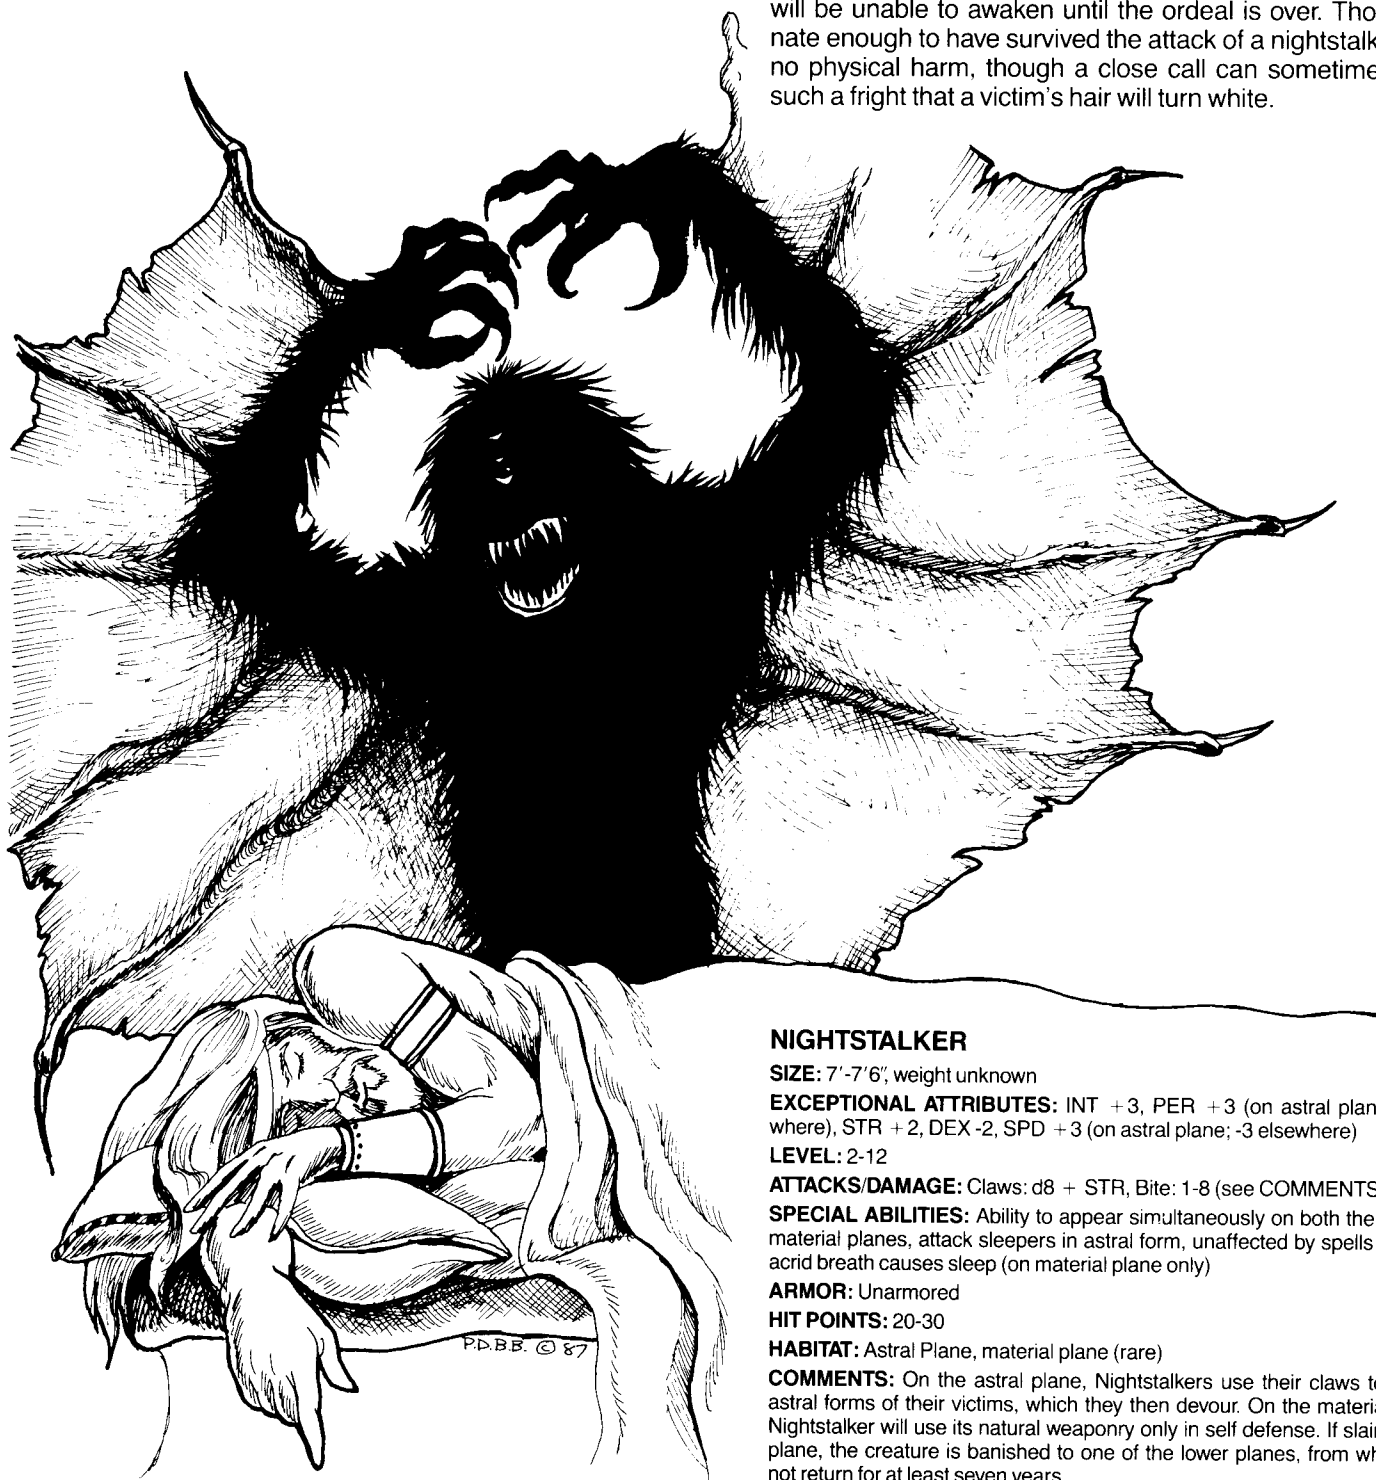 will be unable to awaken until the ordeal is over. Tho
nate enough to have survived the attack of a nightstalk
no physical harm, though a close call can sometime
such a fright that a victim's hair will turn white.
NIGHTSTALKER
SIZE: 7'-7'6", weight unknown
EXCEPTIONAL ATTRIBUTES: INT +3, PER +3 (on astral plan
where), STR +2, DEX -2, SPD +3 (on astral plane; -3 elsewhere)
LEVEL: 2-12
ATTACKS/DAMAGE: Claws: d8 + STR, Bite: 1-8 (see COMMENTS
SPECIAL ABILITIES: Ability to appear simultaneously on both the
material planes, attack sleepers in astral form, unaffected by spells
acrid breath causes sleep (on material plane only)
ARMOR: Unarmored
HIT POINTS: 20-30
HABITAT: Astral Plane, material plane (rare)
COMMENTS: On the astral plane, Nightstalkers use their claws t
astral forms of their victims, which they then devour. On the materia
Nightstalker will use its natural weaponry only in self defense. If slain
plane, the creature is banished to one of the lower planes, from wh
not return for at least seven years.
P.D.B.B. © 87